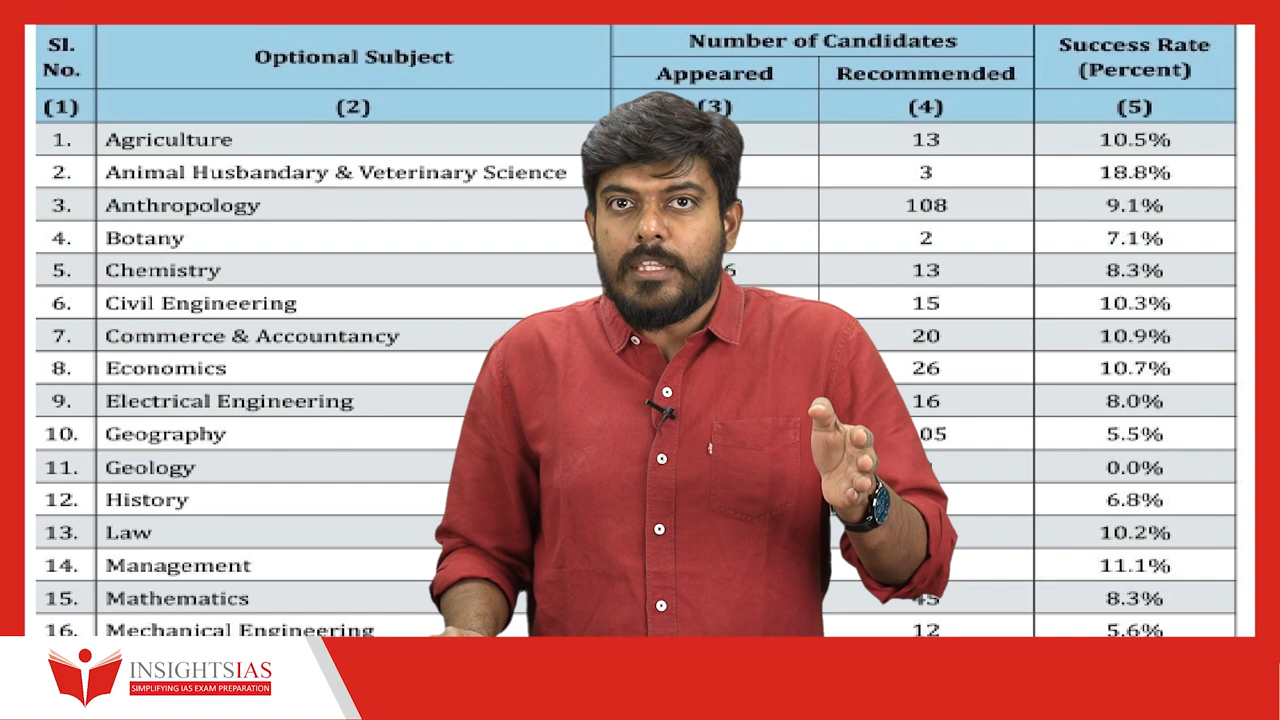 Sl. No. Optional Subject Number of Candidates Success Rate (Percent)
Appeared Recommended
(1) (2) (3) (4) (5)
1. Agriculture 13 10.5%
2. Animal Husbandary & Veterinary Science 3 18.8%
3. Anthropology 108 9.1%
4. Botany 2 7.1%
5. Chemistry 13 8.3%
6. Civil Engineering 15 10.3%
7. Commerce & Accountancy 20 10.9%
8. Economics 26 10.7%
9. Electrical Engineering 16 8.0%
10. Geography 5.5%
11. Geology 0.0%
12. History 6.8%
13. Law 10.2%
14. Management 11.1%
15. Mathematics 45 8.3%
16. Mechanical Engineering 12 5.6%
INSIGHTSIAS
SIMPLIFYING IAS EXAM PREPARATION